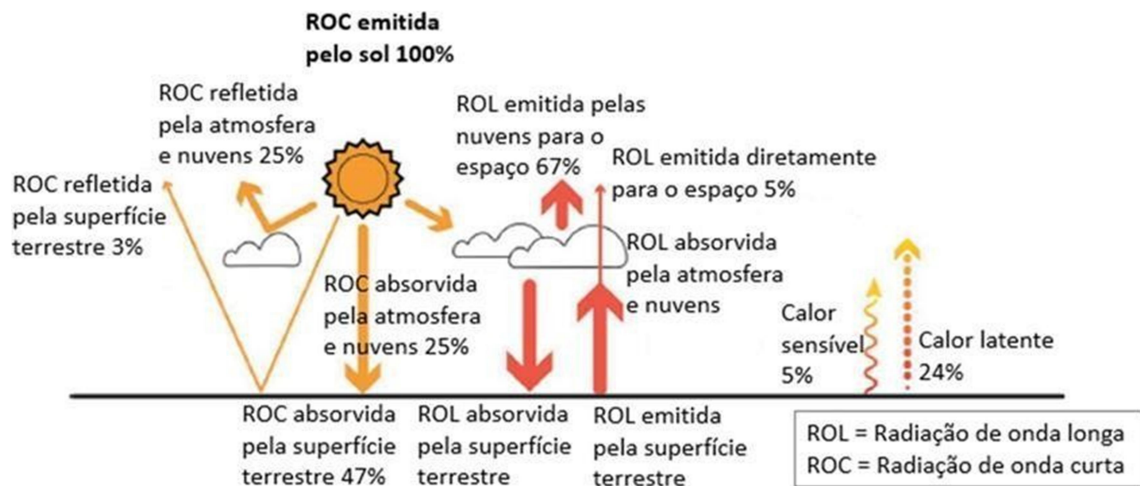 ROC emitida
pelo sol 100%
ROC refletida
pela atmosfera
e nuvens 25%
ROL emitida pelas
nuvens para o
espaço 67%
ROL emitida diretamente
para o espaço 5%
ROC refletida
pela superfície
terrestre 3%
ROC absorvida
pela atmosfera
e nuvens 25%
ROL absorvida
pela atmosfera
e nuvens
Calor
sensível
5%
Calor latente
24%
ROC absorvida
pela superfície
terrestre 47%
ROL absorvida
pela superfície
terrestre
ROL emitida
pela superfície
terrestre
ROL = Radiação de onda longa
ROC = Radiação de onda curta